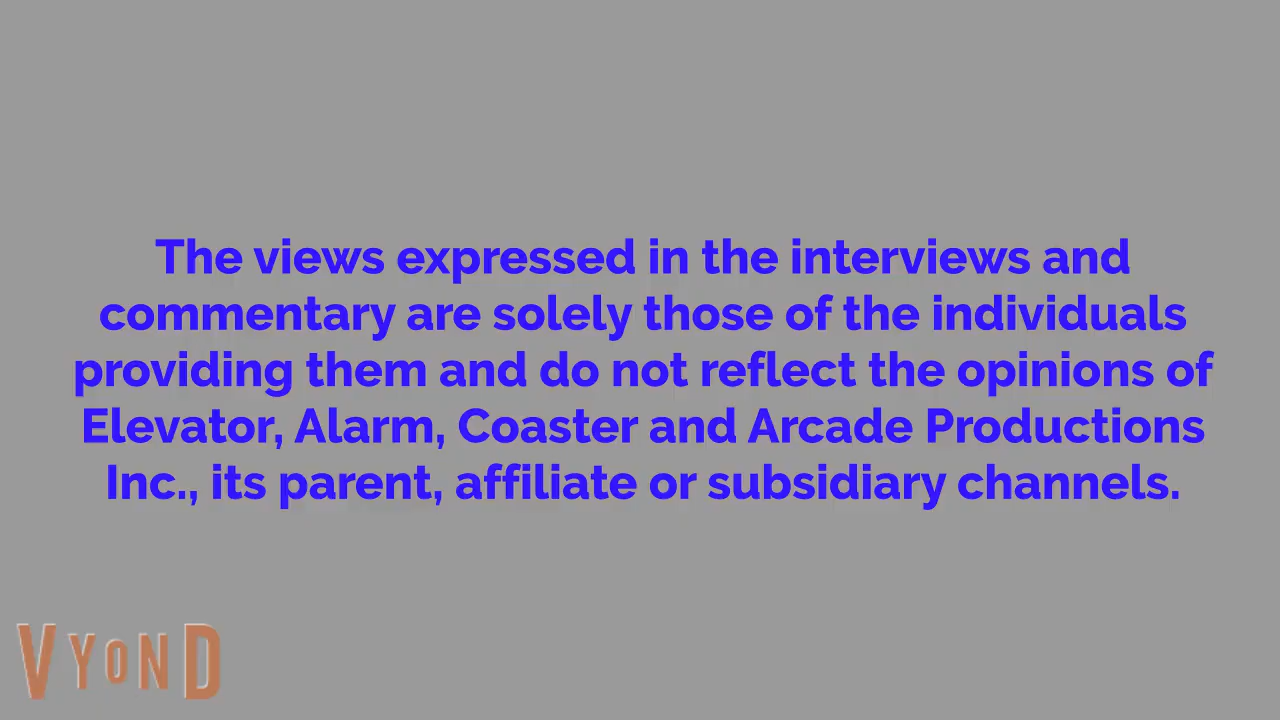 The views expressed in the interviews and
commentary are solely those of the individuals
providing them and do not reflect the opinions of
Elevator, Alarm, Coaster and Arcade Productions
Inc., its parent, affiliate or subsidiary channels.
VYOND